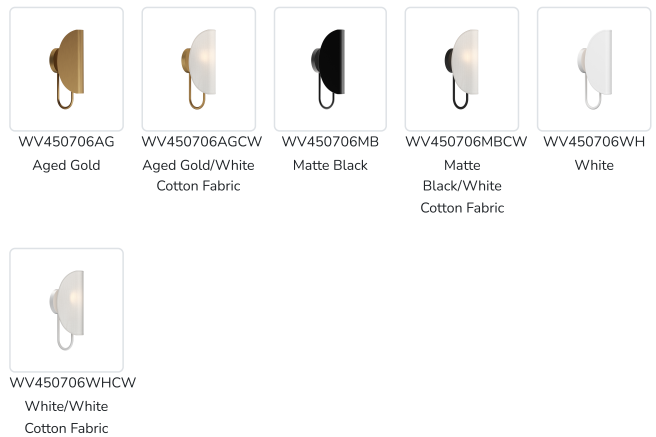 WV450706AG
Aged Gold
WV450706AGCW
Aged Gold/White
Cotton Fabric
WV450706MB
Matte Black
WV450706MBCW
Matte
Black/White
Cotton Fabric
WV450706WH
White
WV450706WHCW
White/White
Cotton Fabric